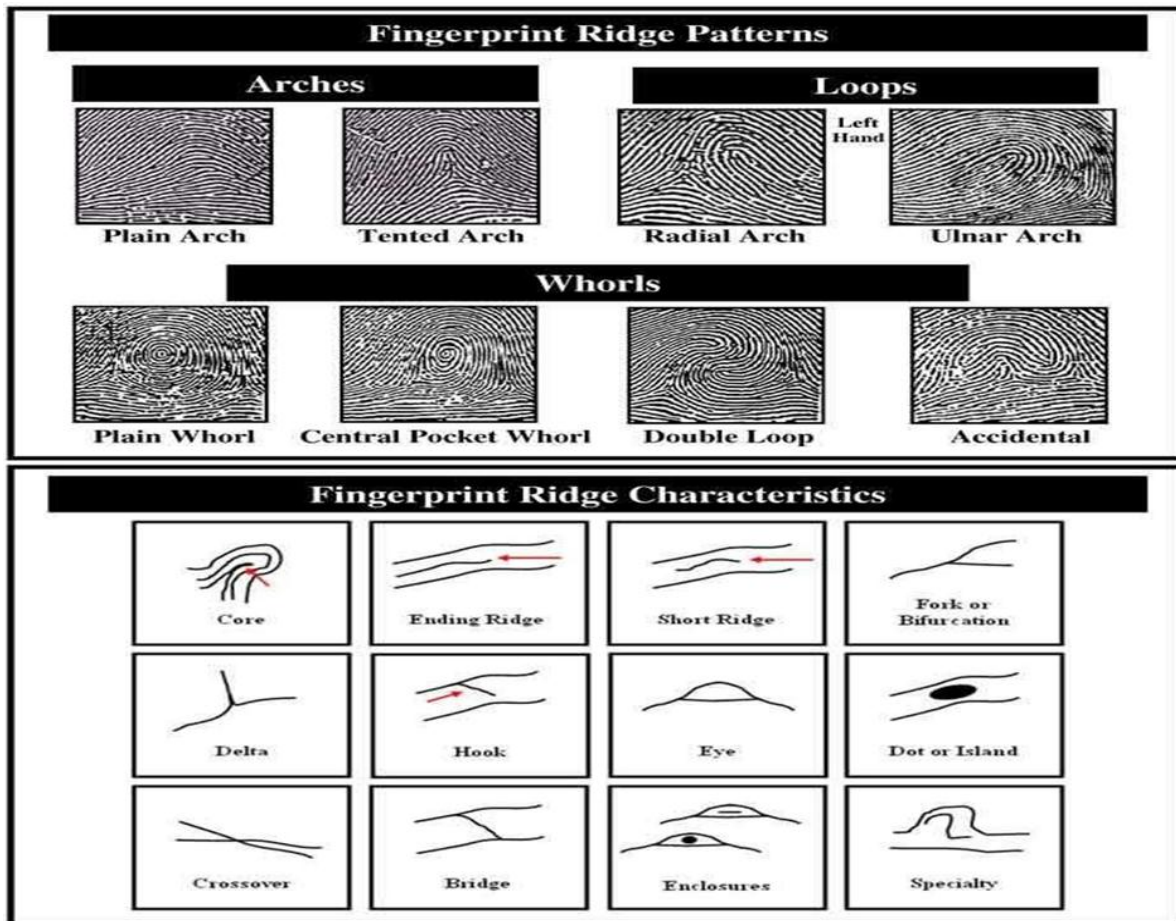 Fingerprint Ridge Patterns
Arches
Loops
Left
Hand
Plain Arch
Tented Arch
Radial Arch
Ulnar Arch
Whorls
Plain Whorl
Central Pocket Whorl
Double Loop
Accidental
Fingerprint Ridge Characteristics
Core
Ending Ridge
Short Ridge
Fork or
Bifurcation
Delta
Hook
Eye
Dot or Island
Crossover
Bridge
Enclosures
Specialty